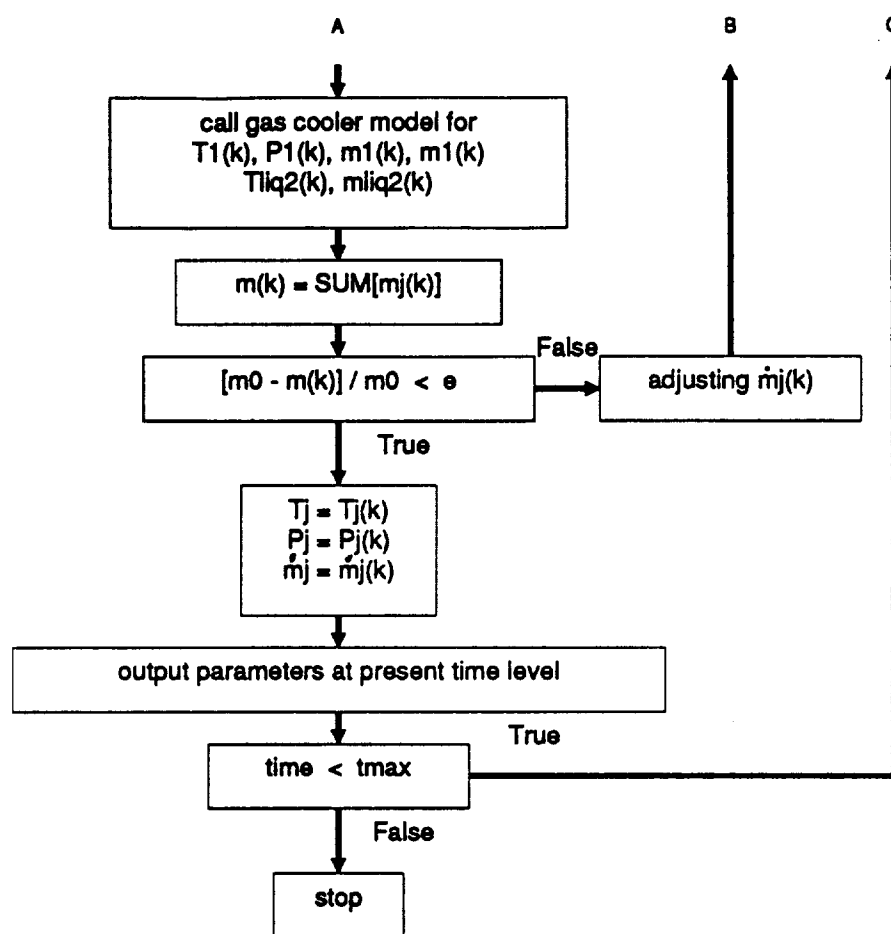 A
B
C
call gas cooler model for
T1(k), P1(k), m1(k), m1(k)
Tliq2(k), mliq2(k)
m(k) = SUM[mj(k)]
[m0 - m(k)] / m0 < e
False
adjusting ṁj(k)
True
Tj = Tj(k)
Pj = Pj(k)
ṁj = ṁj(k)
output parameters at present time level
True
time < tmax
False
stop